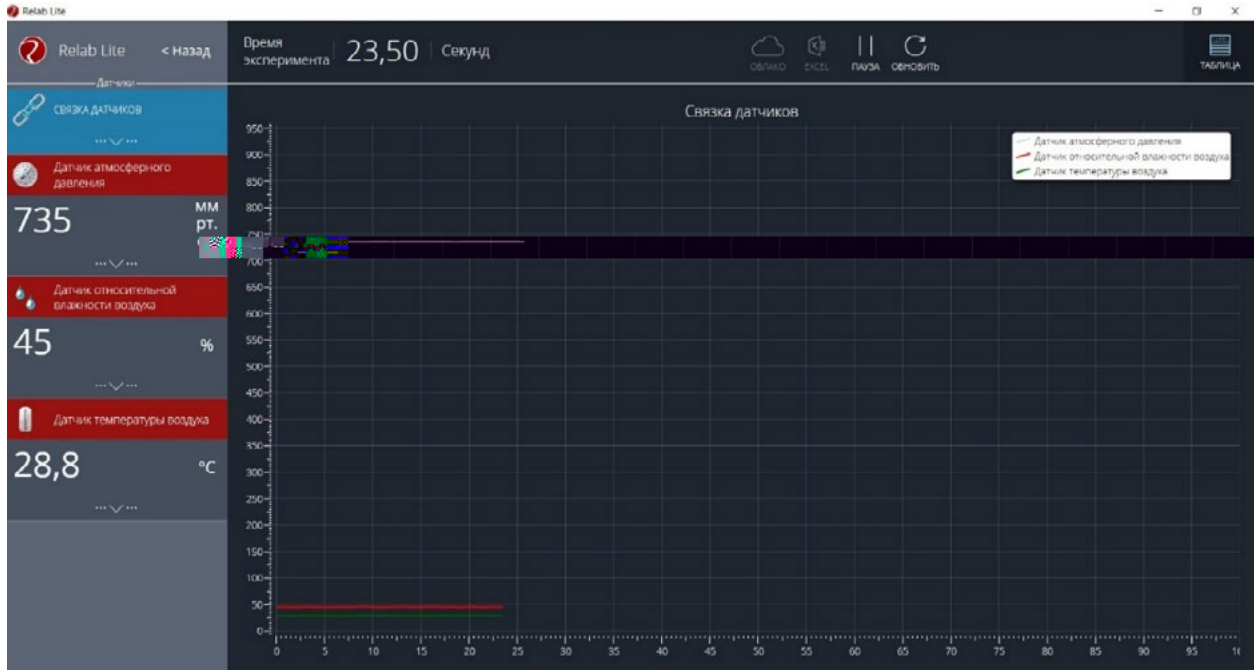 Relab Lite
Relab Lite
< Назад
Время
эксперимента
23,50
Секунд
ОБЛАКО
EXCEL
ПАУЗА
ОБНОВИТЬ
ТАБЛИЦА
Датчики
СВЯЗКА ДАТЧИКОВ
Датчик атмосферного
давления
735
мм
рт.
Датчик относительной
влажности воздуха
45
%
Датчик температуры воздуха
28,8
°C
Связка датчиков
Датчик атмосферного давления
Датчик относительной влажности воздуха
Датчик температуры воздуха
950
900
850
800
700
650
600
550
500
450
400
350
300
250
200
150
100
50
0
0 5 10 15 20 25 30 35 40 45 50 55 60 65 70 75 80 85 90 95